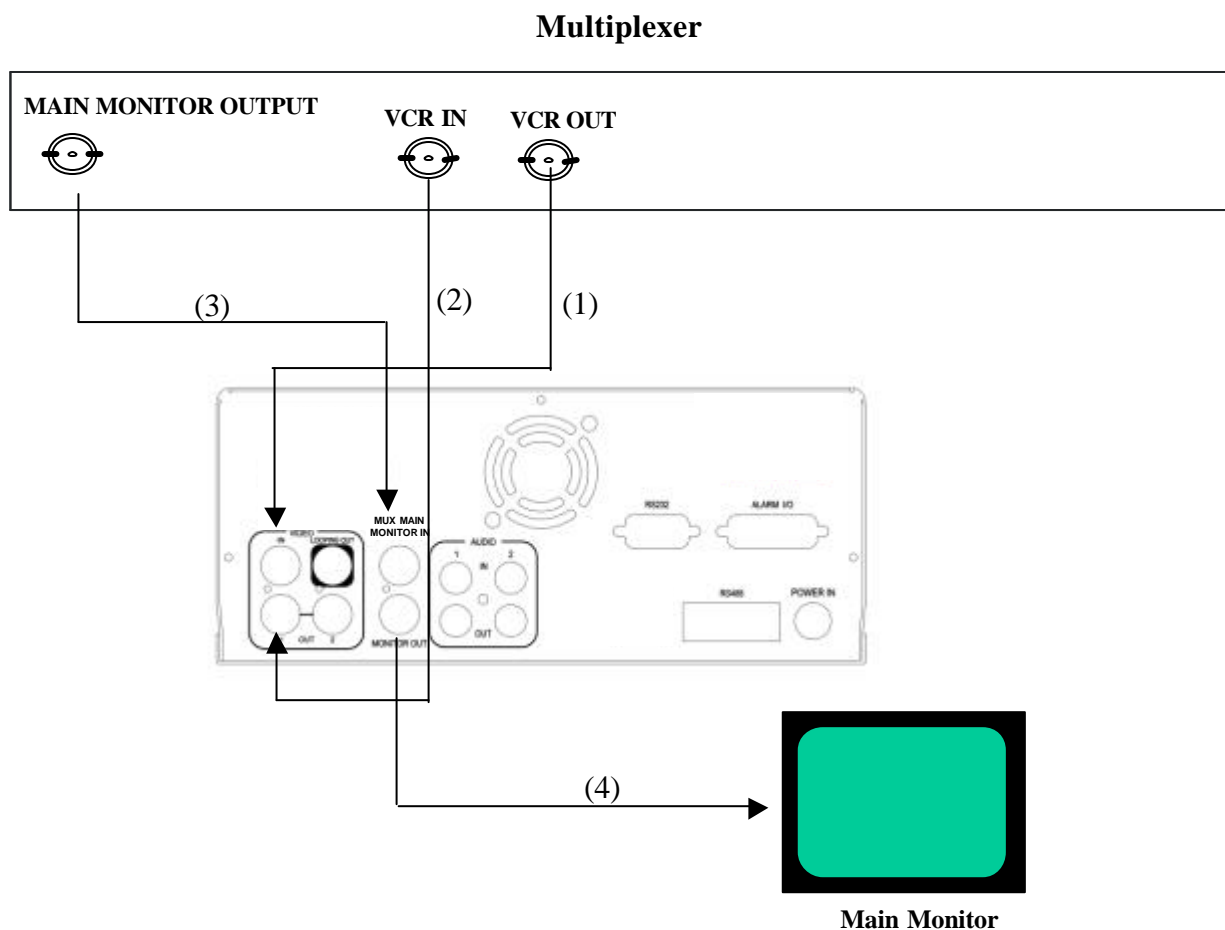 Multiplexer
MAIN MONITOR OUTPUT
VCR IN
VCR OUT
(3)
(2)
(1)
RS232
ALARM I/O
MUX MAIN
MONITOR IN
VIDEO
IN
LOOPING OUT
AUDIO
1
2
IN
RS485
POWER IN
OUT
2
MONITOR OUT
OUT
(4)
Main Monitor